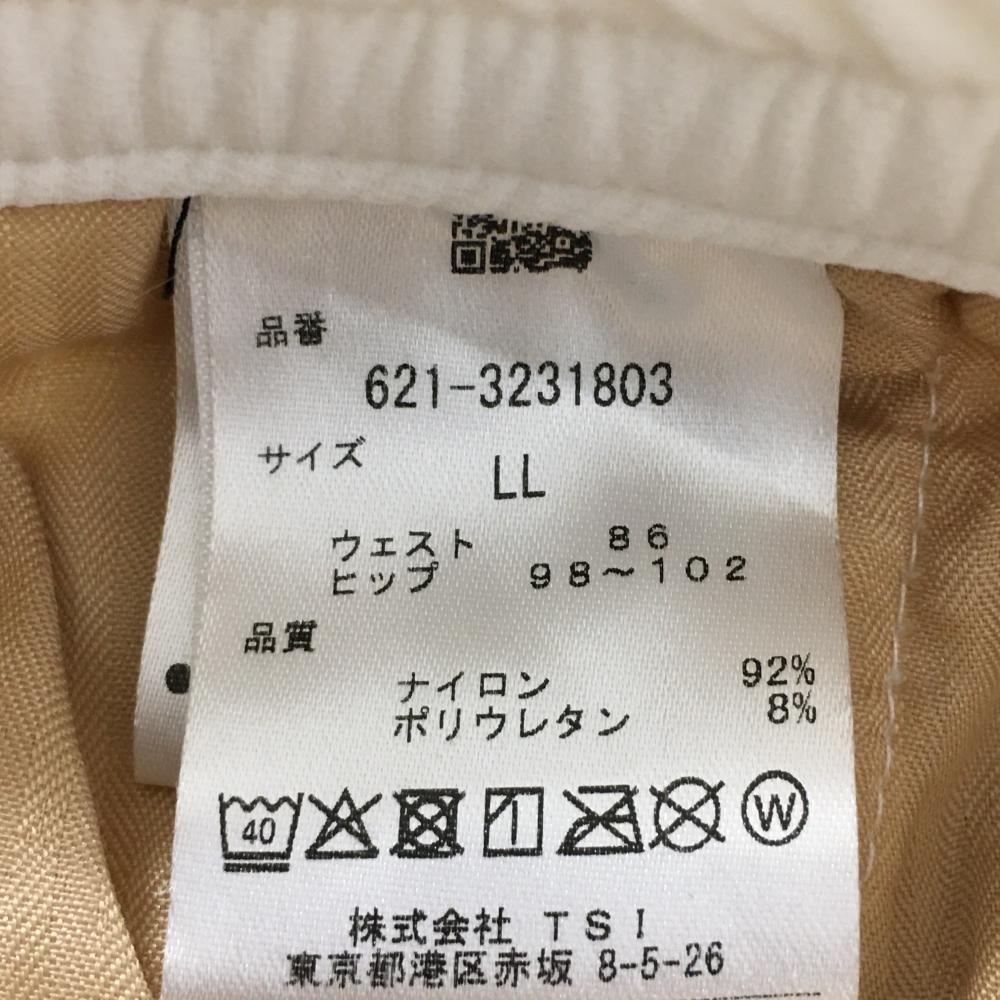 品番
621-3231803
サイズ
LL
ウェスト 86
ヒップ 98~102
品質
ナイロン 92%
ポリウレタン 8%
40 W
株式会社 TSI
東京都港区赤坂 8-5-26